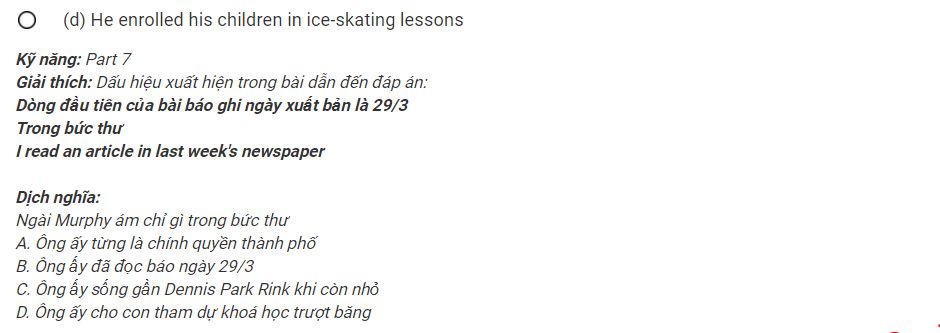 (d) He enrolled his children in ice-skating lessons
Kỹ năng: Part 7
Giải thích: Dấu hiệu xuất hiện trong bài dẫn đến đáp án:
Dòng đầu tiên của bài báo ghi ngày xuất bản là 29/3
Trong bức thư
I read an article in last week's newspaper
Dịch nghĩa:
Ngài Murphy ám chỉ gì trong bức thư
A. Ông ấy từng là chính quyền thành phố
B. Ông ấy đã đọc báo ngày 29/3
C. Ông ấy sống gần Dennis Park Rink khi còn nhỏ
D. Ông ấy cho con tham dự khoá học trượt băng